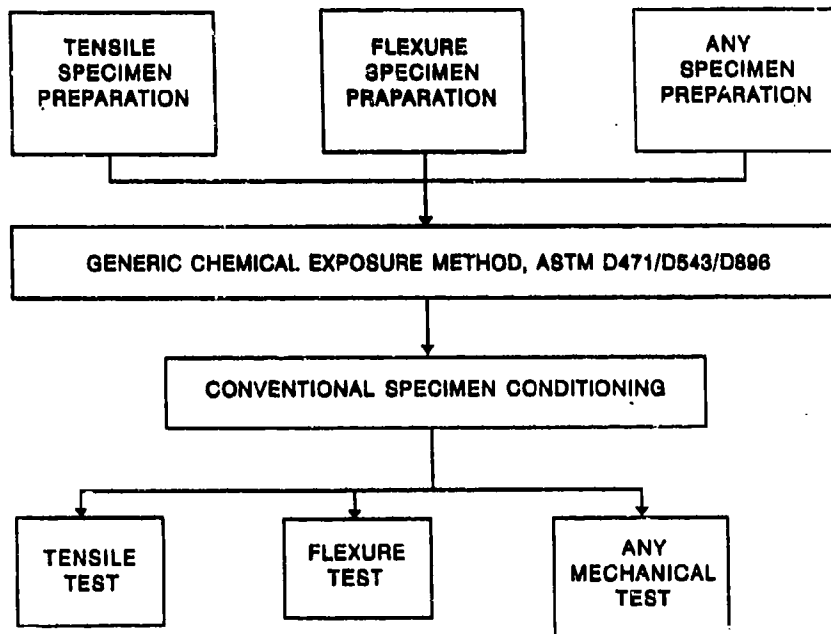 TENSILE
SPECIMEN
PREPARATION
FLEXURE
SPECIMEN
PRAPARATION
ANY
SPECIMEN
PREPARATION
GENERIC CHEMICAL EXPOSURE METHOD, ASTM D471/D543/D896
CONVENTIONAL SPECIMEN CONDITIONING
TENSILE
TEST
FLEXURE
TEST
ANY
MECHANICAL
TEST